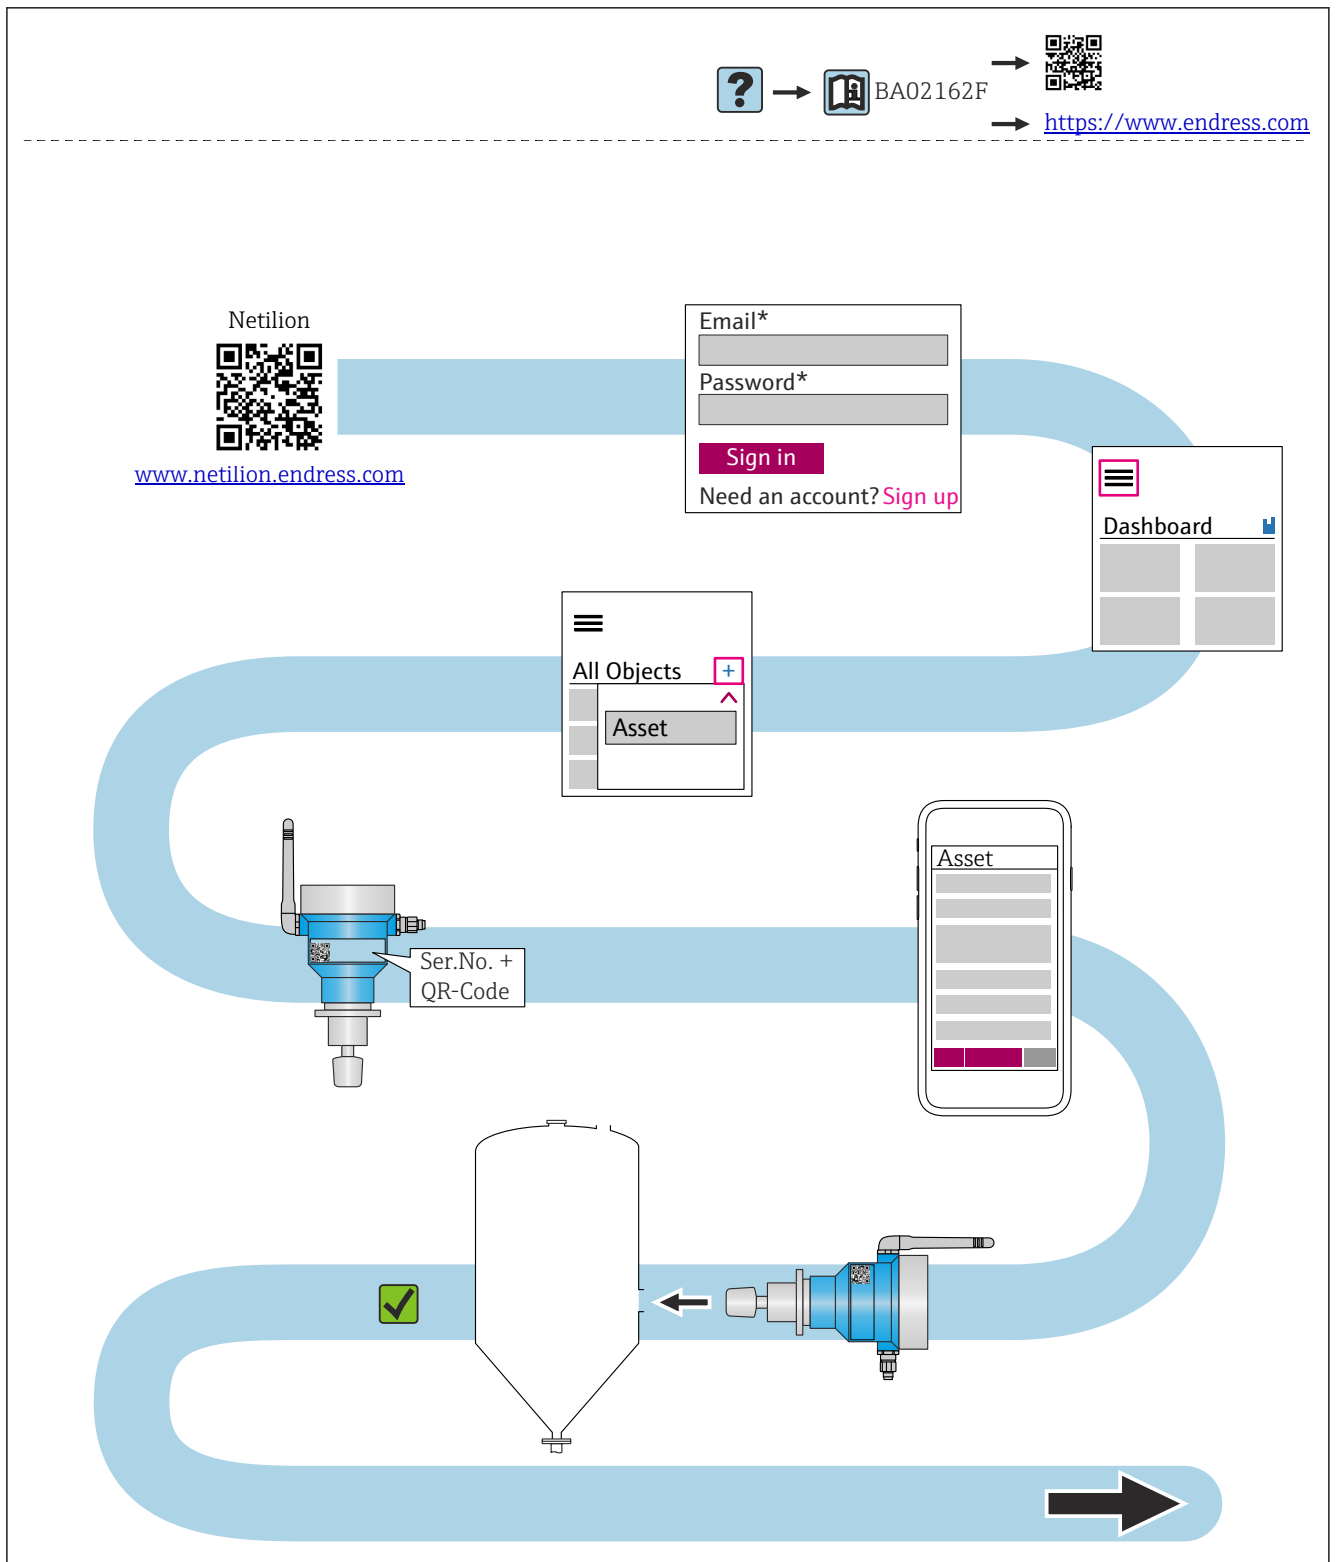 ?
BA02162F
https://www.endress.com
Netilion
www.netilion.endress.com
Email*
Password*
Sign in
Need an account? Sign up
Dashboard
All Objects +
Asset
Ser.No. +
QR-Code
Asset